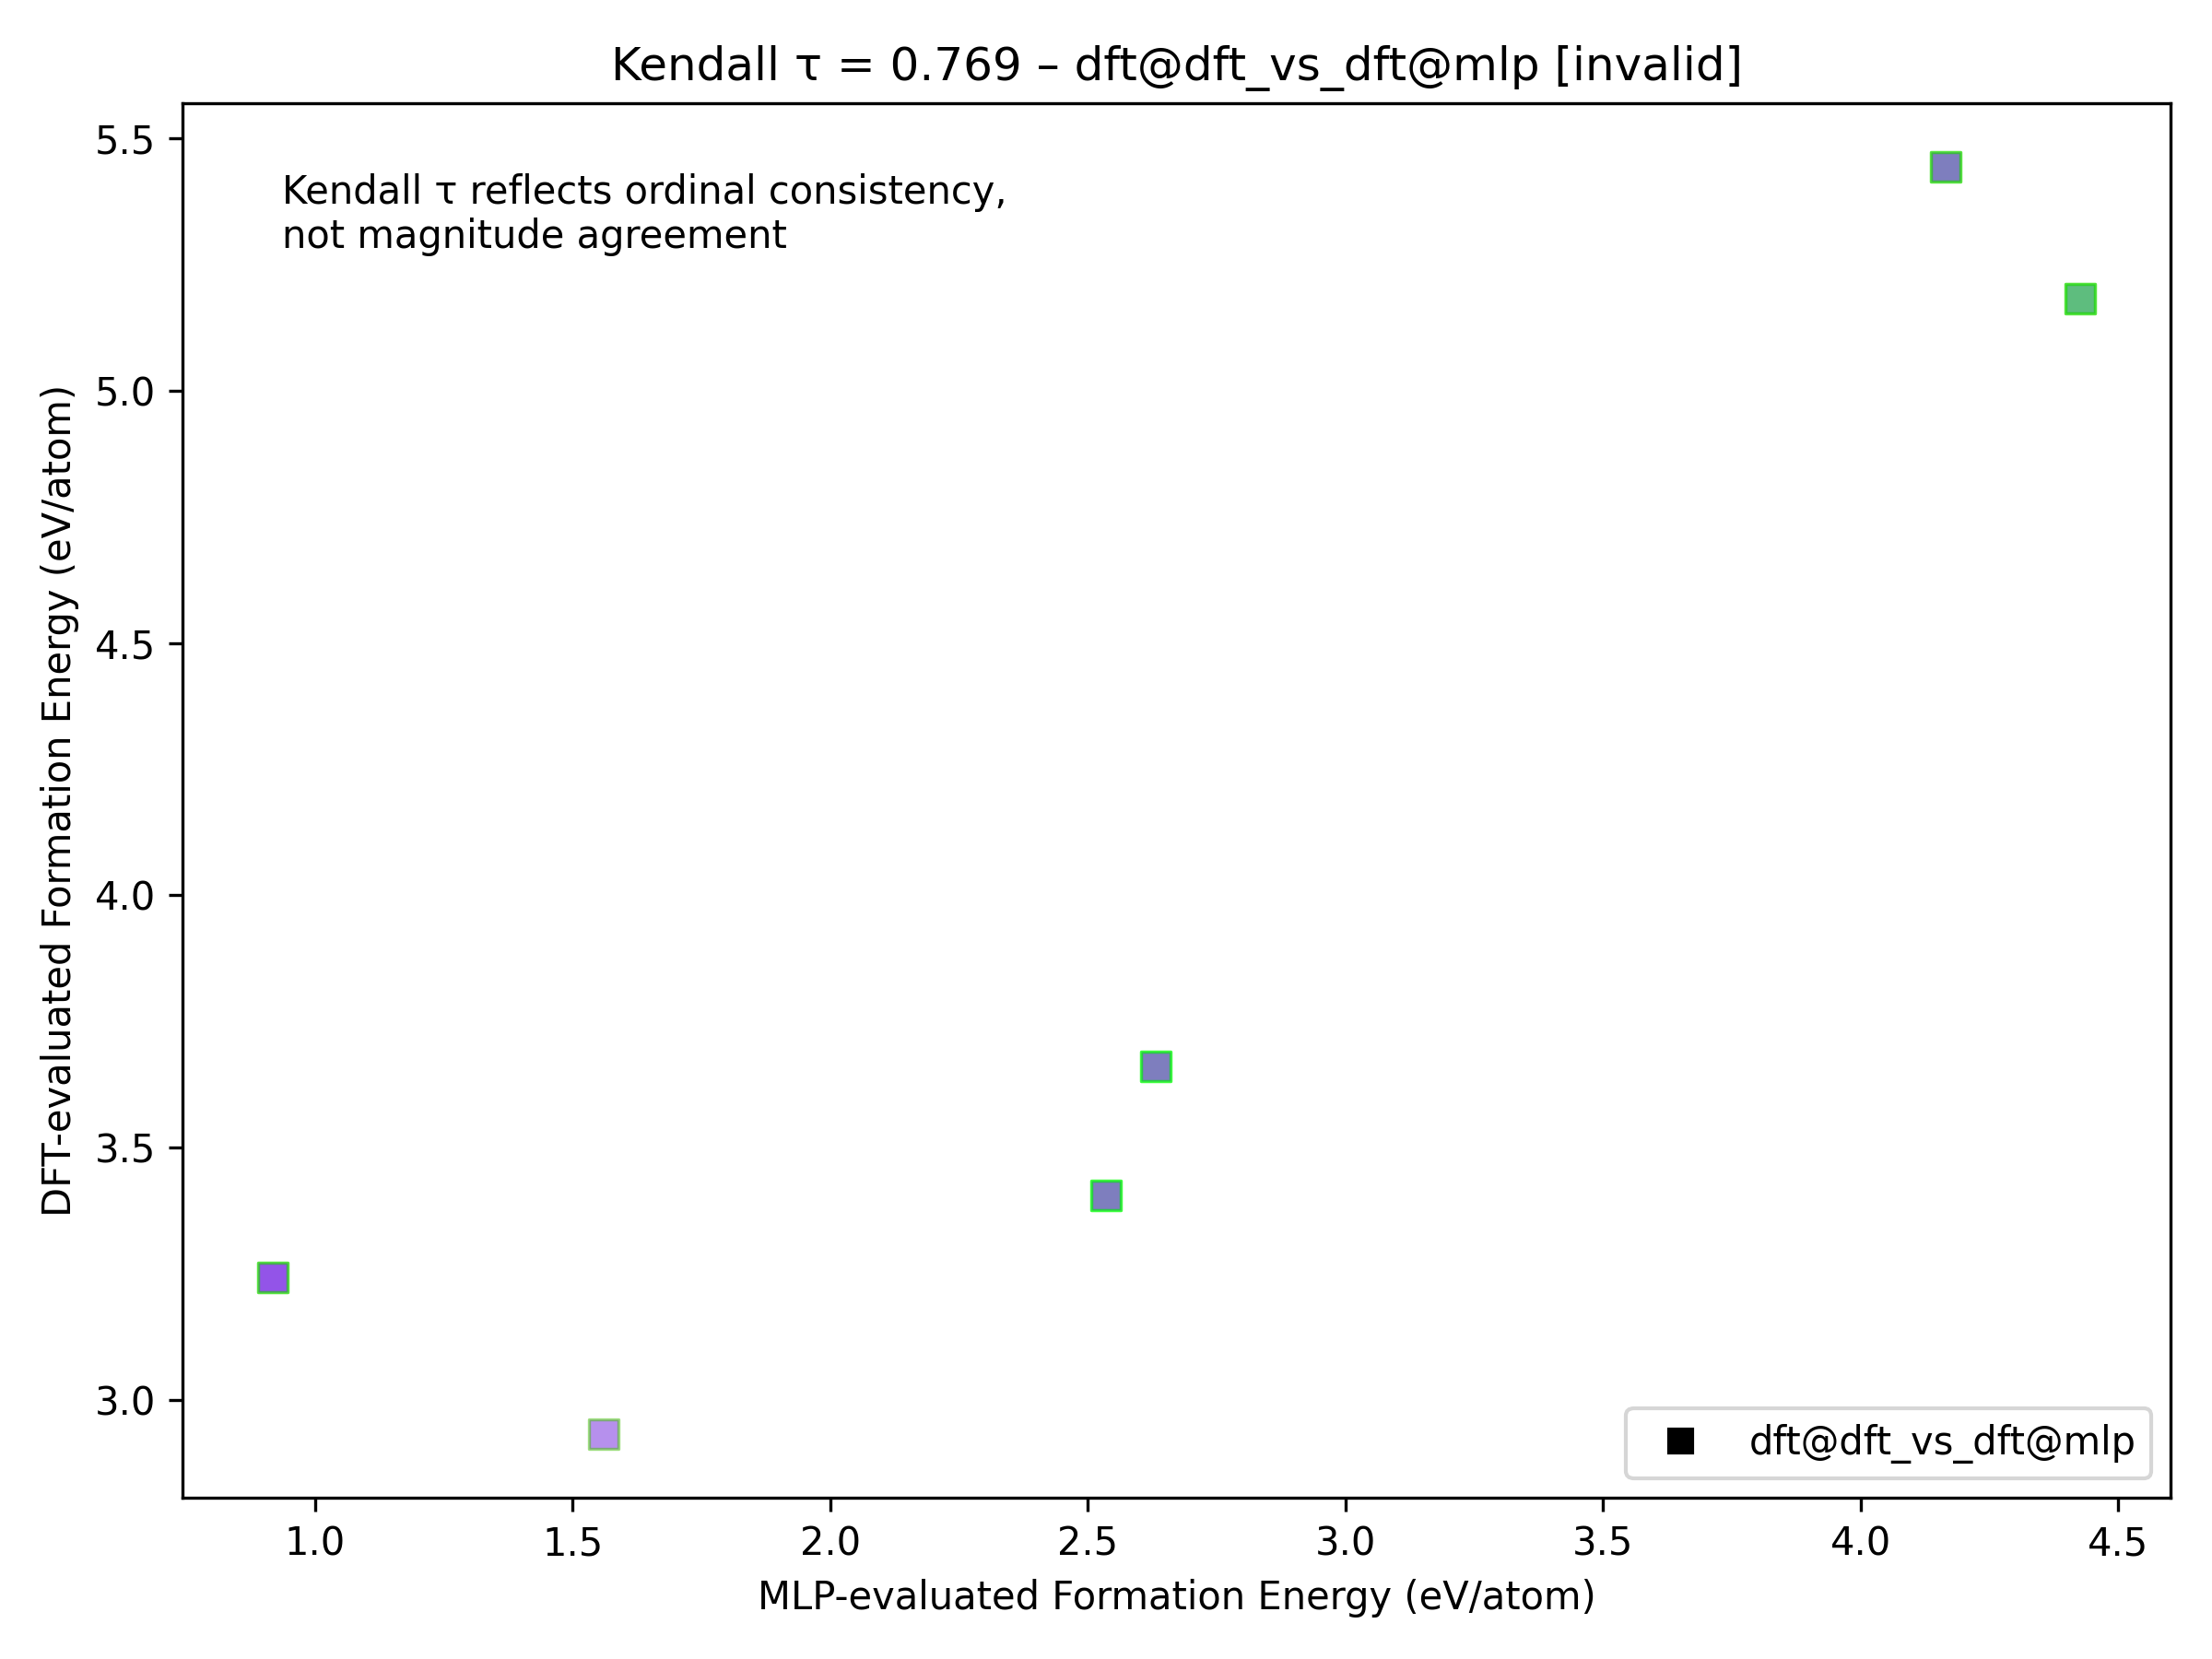 Kendall τ = 0.769 – dft@dft_vs_dft@mlp [invalid]
Kendall τ reflects ordinal consistency,
not magnitude agreement
DFT-evaluated Formation Energy (eV/atom)
5.5
5.0
4.5
4.0
3.5
3.0
dft@dft_vs_dft@mlp
1.0 1.5 2.0 2.5 3.0 3.5 4.0 4.5
MLP-evaluated Formation Energy (eV/atom)